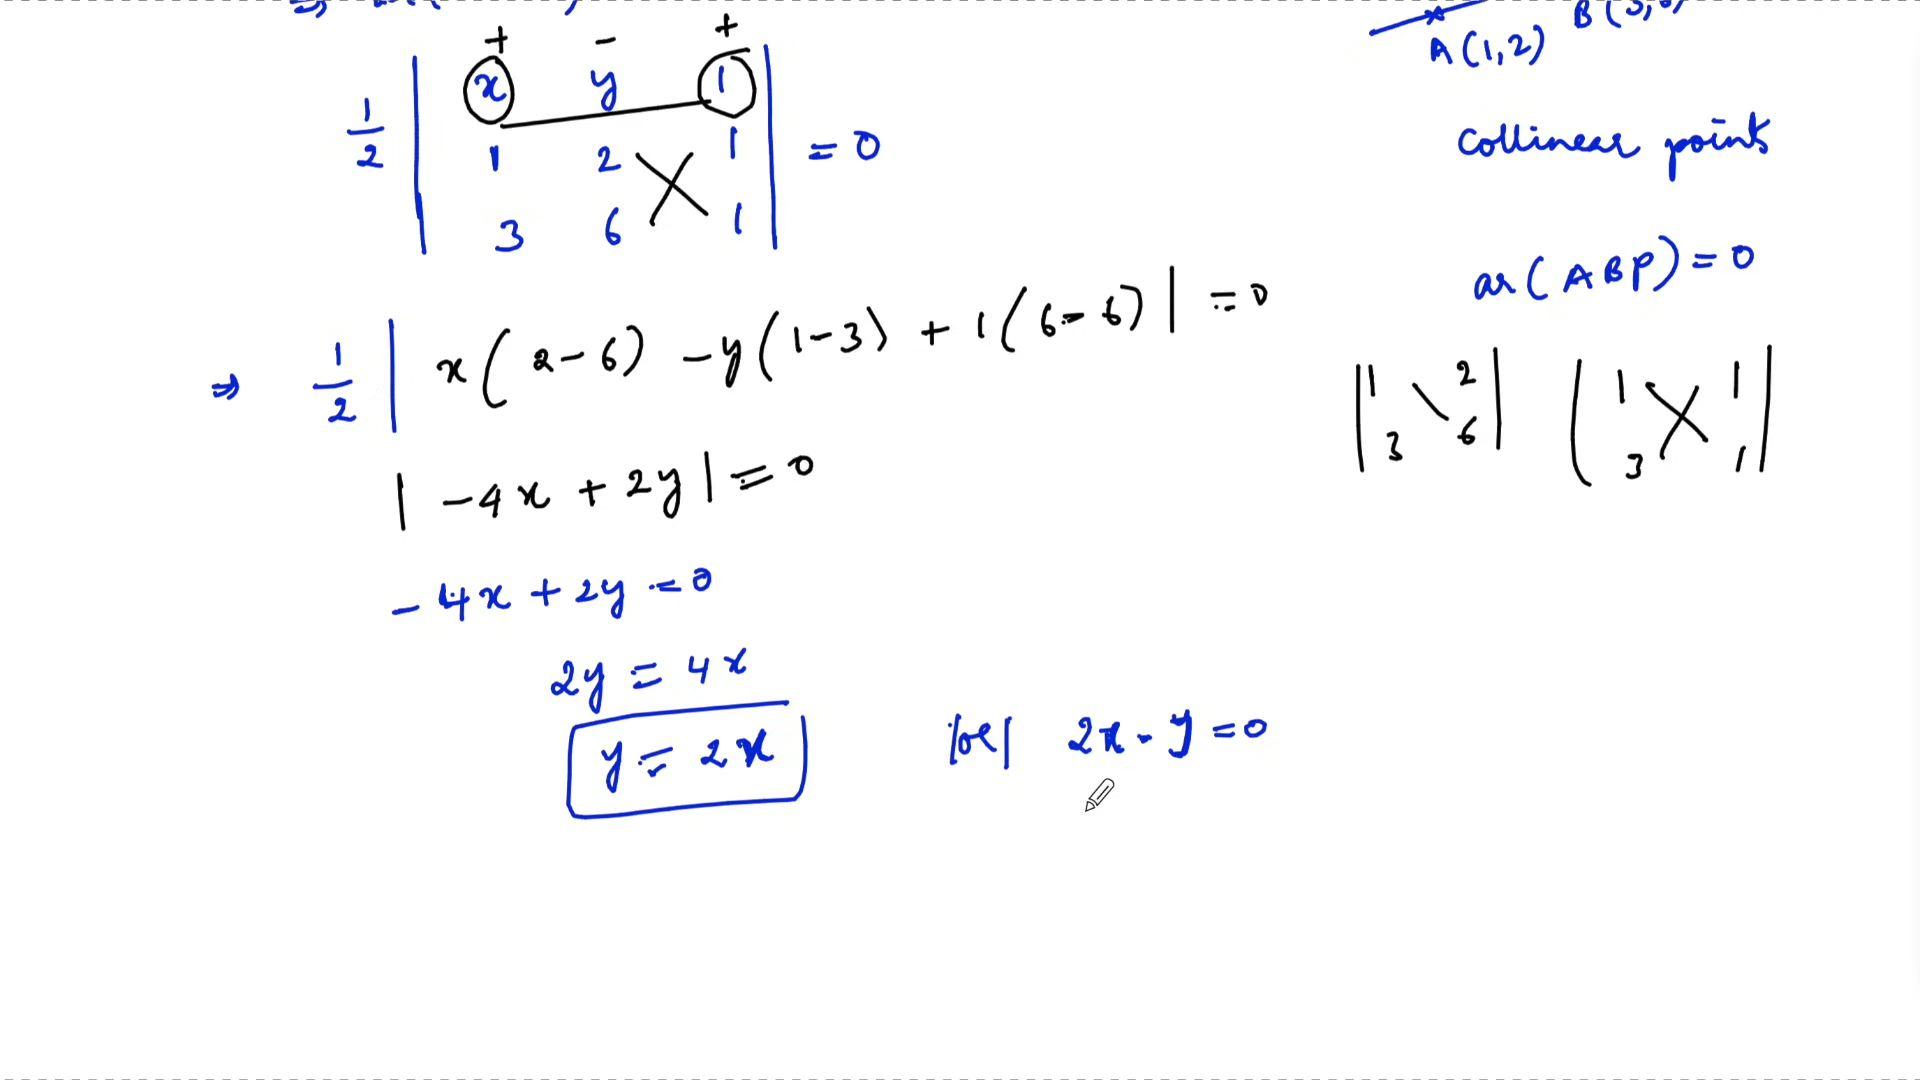 + - +
1/2 | x y 1 |
| 1 2 1 | = 0
| 3 6 1 |
⇒ 1/2 | x(2-6) -y(1-3) + 1(6-6) | = 0
| -4x + 2y | = 0
-4x + 2y = 0
2y = 4x
y = 2x |or| 2x - y = 0
A(1,2)
Collinear points
ar(ABP) = 0
| 1 2 | | 1 1 |
| 3 6 | | 3 1 |